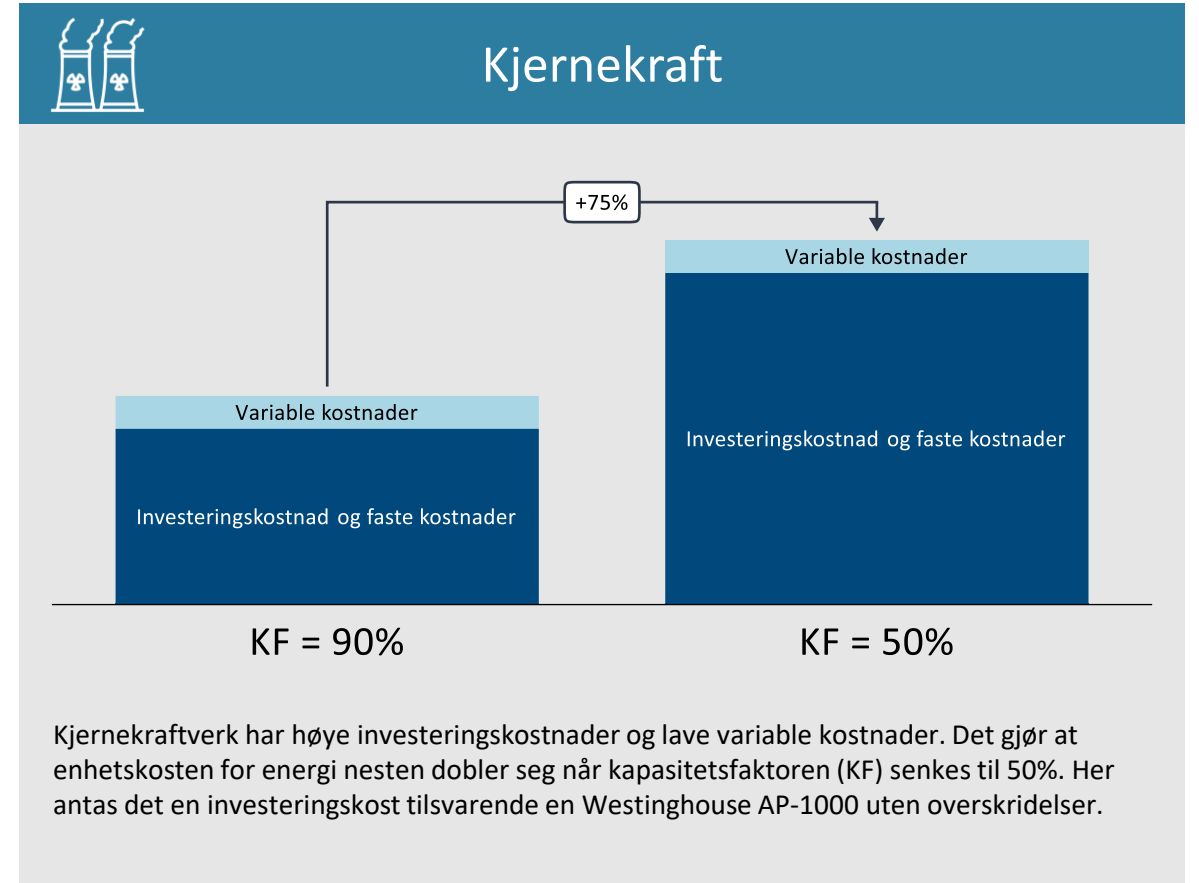 Kjernekraft
+75%
Variable kostnader
Variable kostnader
Investeringskostnad og faste kostnader
Investeringskostnad og faste kostnader
KF = 90%
KF = 50%
Kjernekraftverk har høye investeringskostnader og lave variable kostnader. Det gjør at
enhetskosten for energi nesten dobler seg når kapasitetsfaktoren (KF) senkes til 50%. Her
antas det en investeringskost tilsvarende en Westinghouse AP-1000 uten overskridelser.